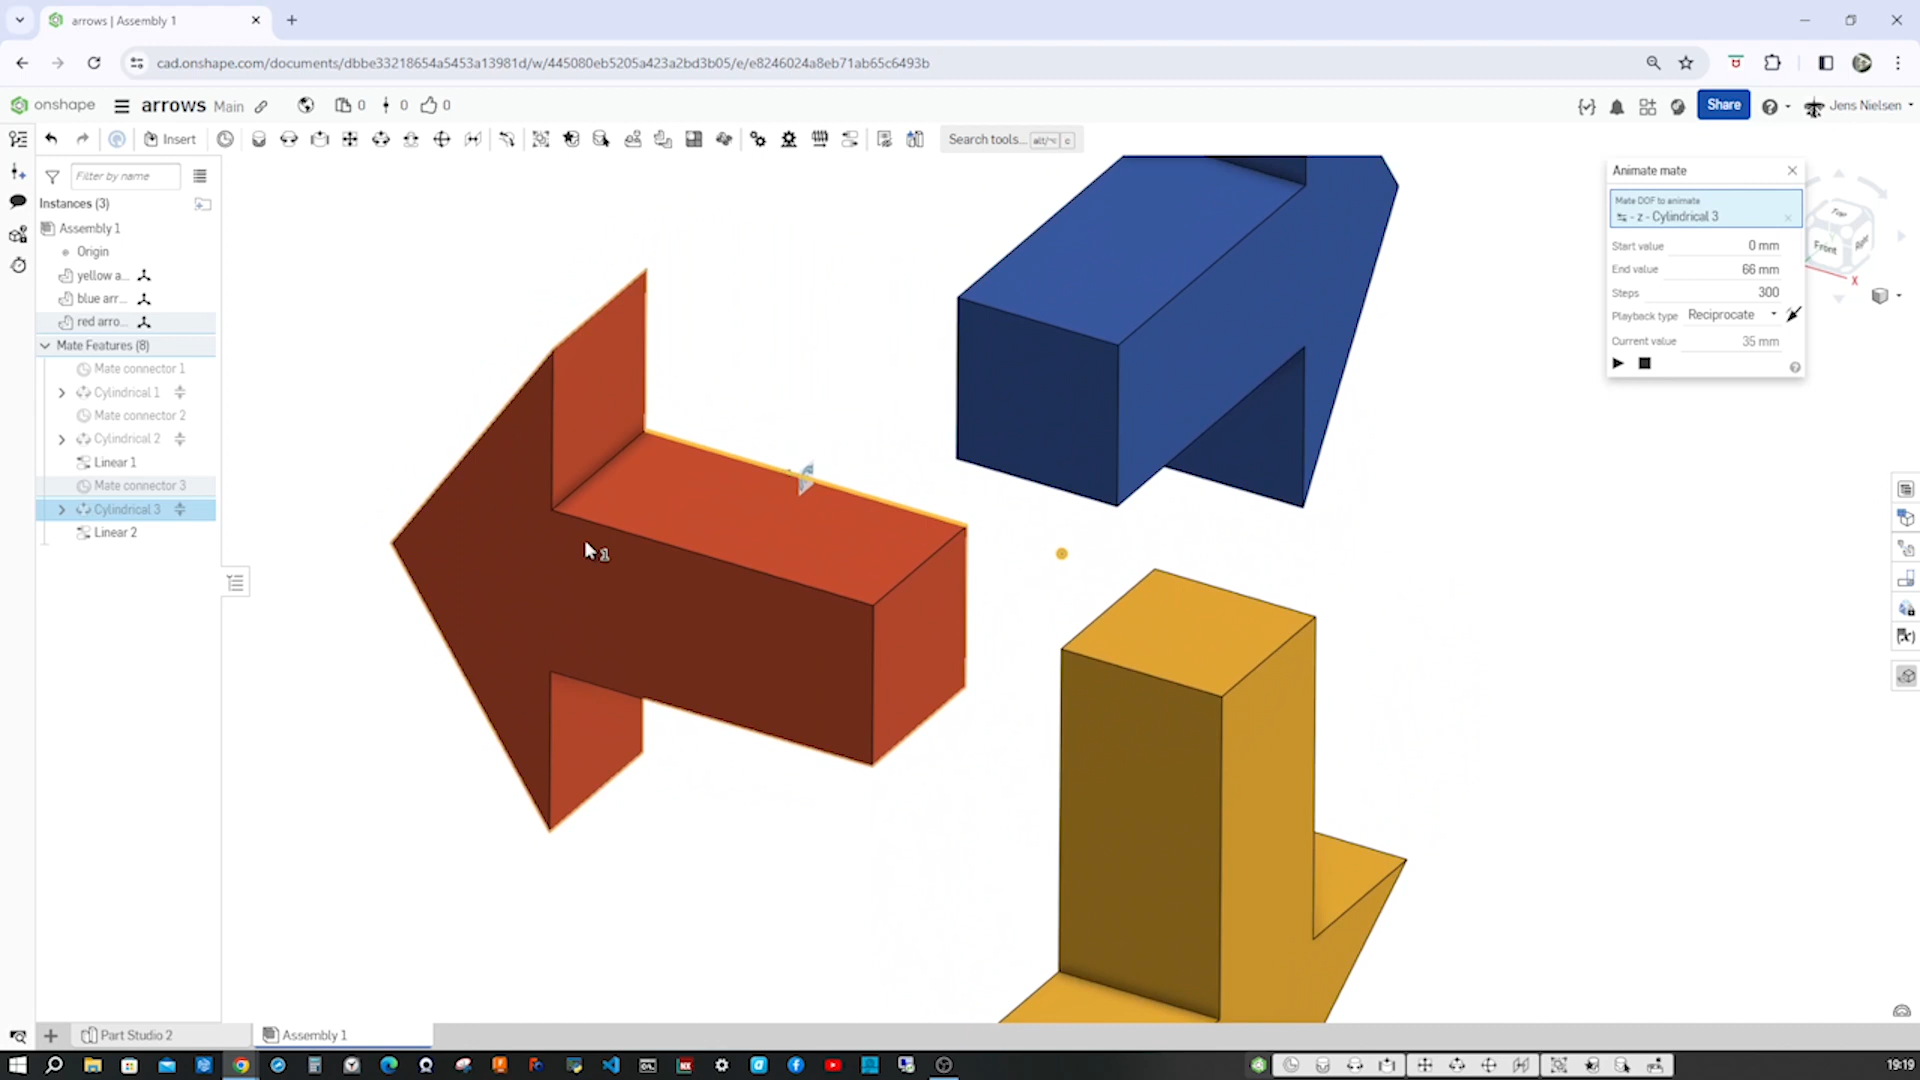 arrows | Assembly 1
cad.onshape.com/documents/dbbe33218654a5453a13981d/w/445080eb5205a423a2bd3b05/e/e8246024a8eb71ab65c6493b
onshape arrows Main 0 0 0 Share Jens Nielsen
Insert Search tools... alt/⌥ c
Filter by name
Instances (3)
Assembly 1
Origin
yellow a...
blue arr...
red arro...
Mate Features (8)
Mate connector 1
Cylindrical 1
Mate connector 2
Cylindrical 2
Linear 1
Mate connector 3
Cylindrical 3
Linear 2
Animate mate
Mate DOF to animate
- z - Cylindrical 3
Start value 0 mm
End value 66 mm
Steps 300
Playback type Reciprocate
Current value 35 mm
Top
Front Right
X
1
Part Studio 2
Assembly 1
19:19